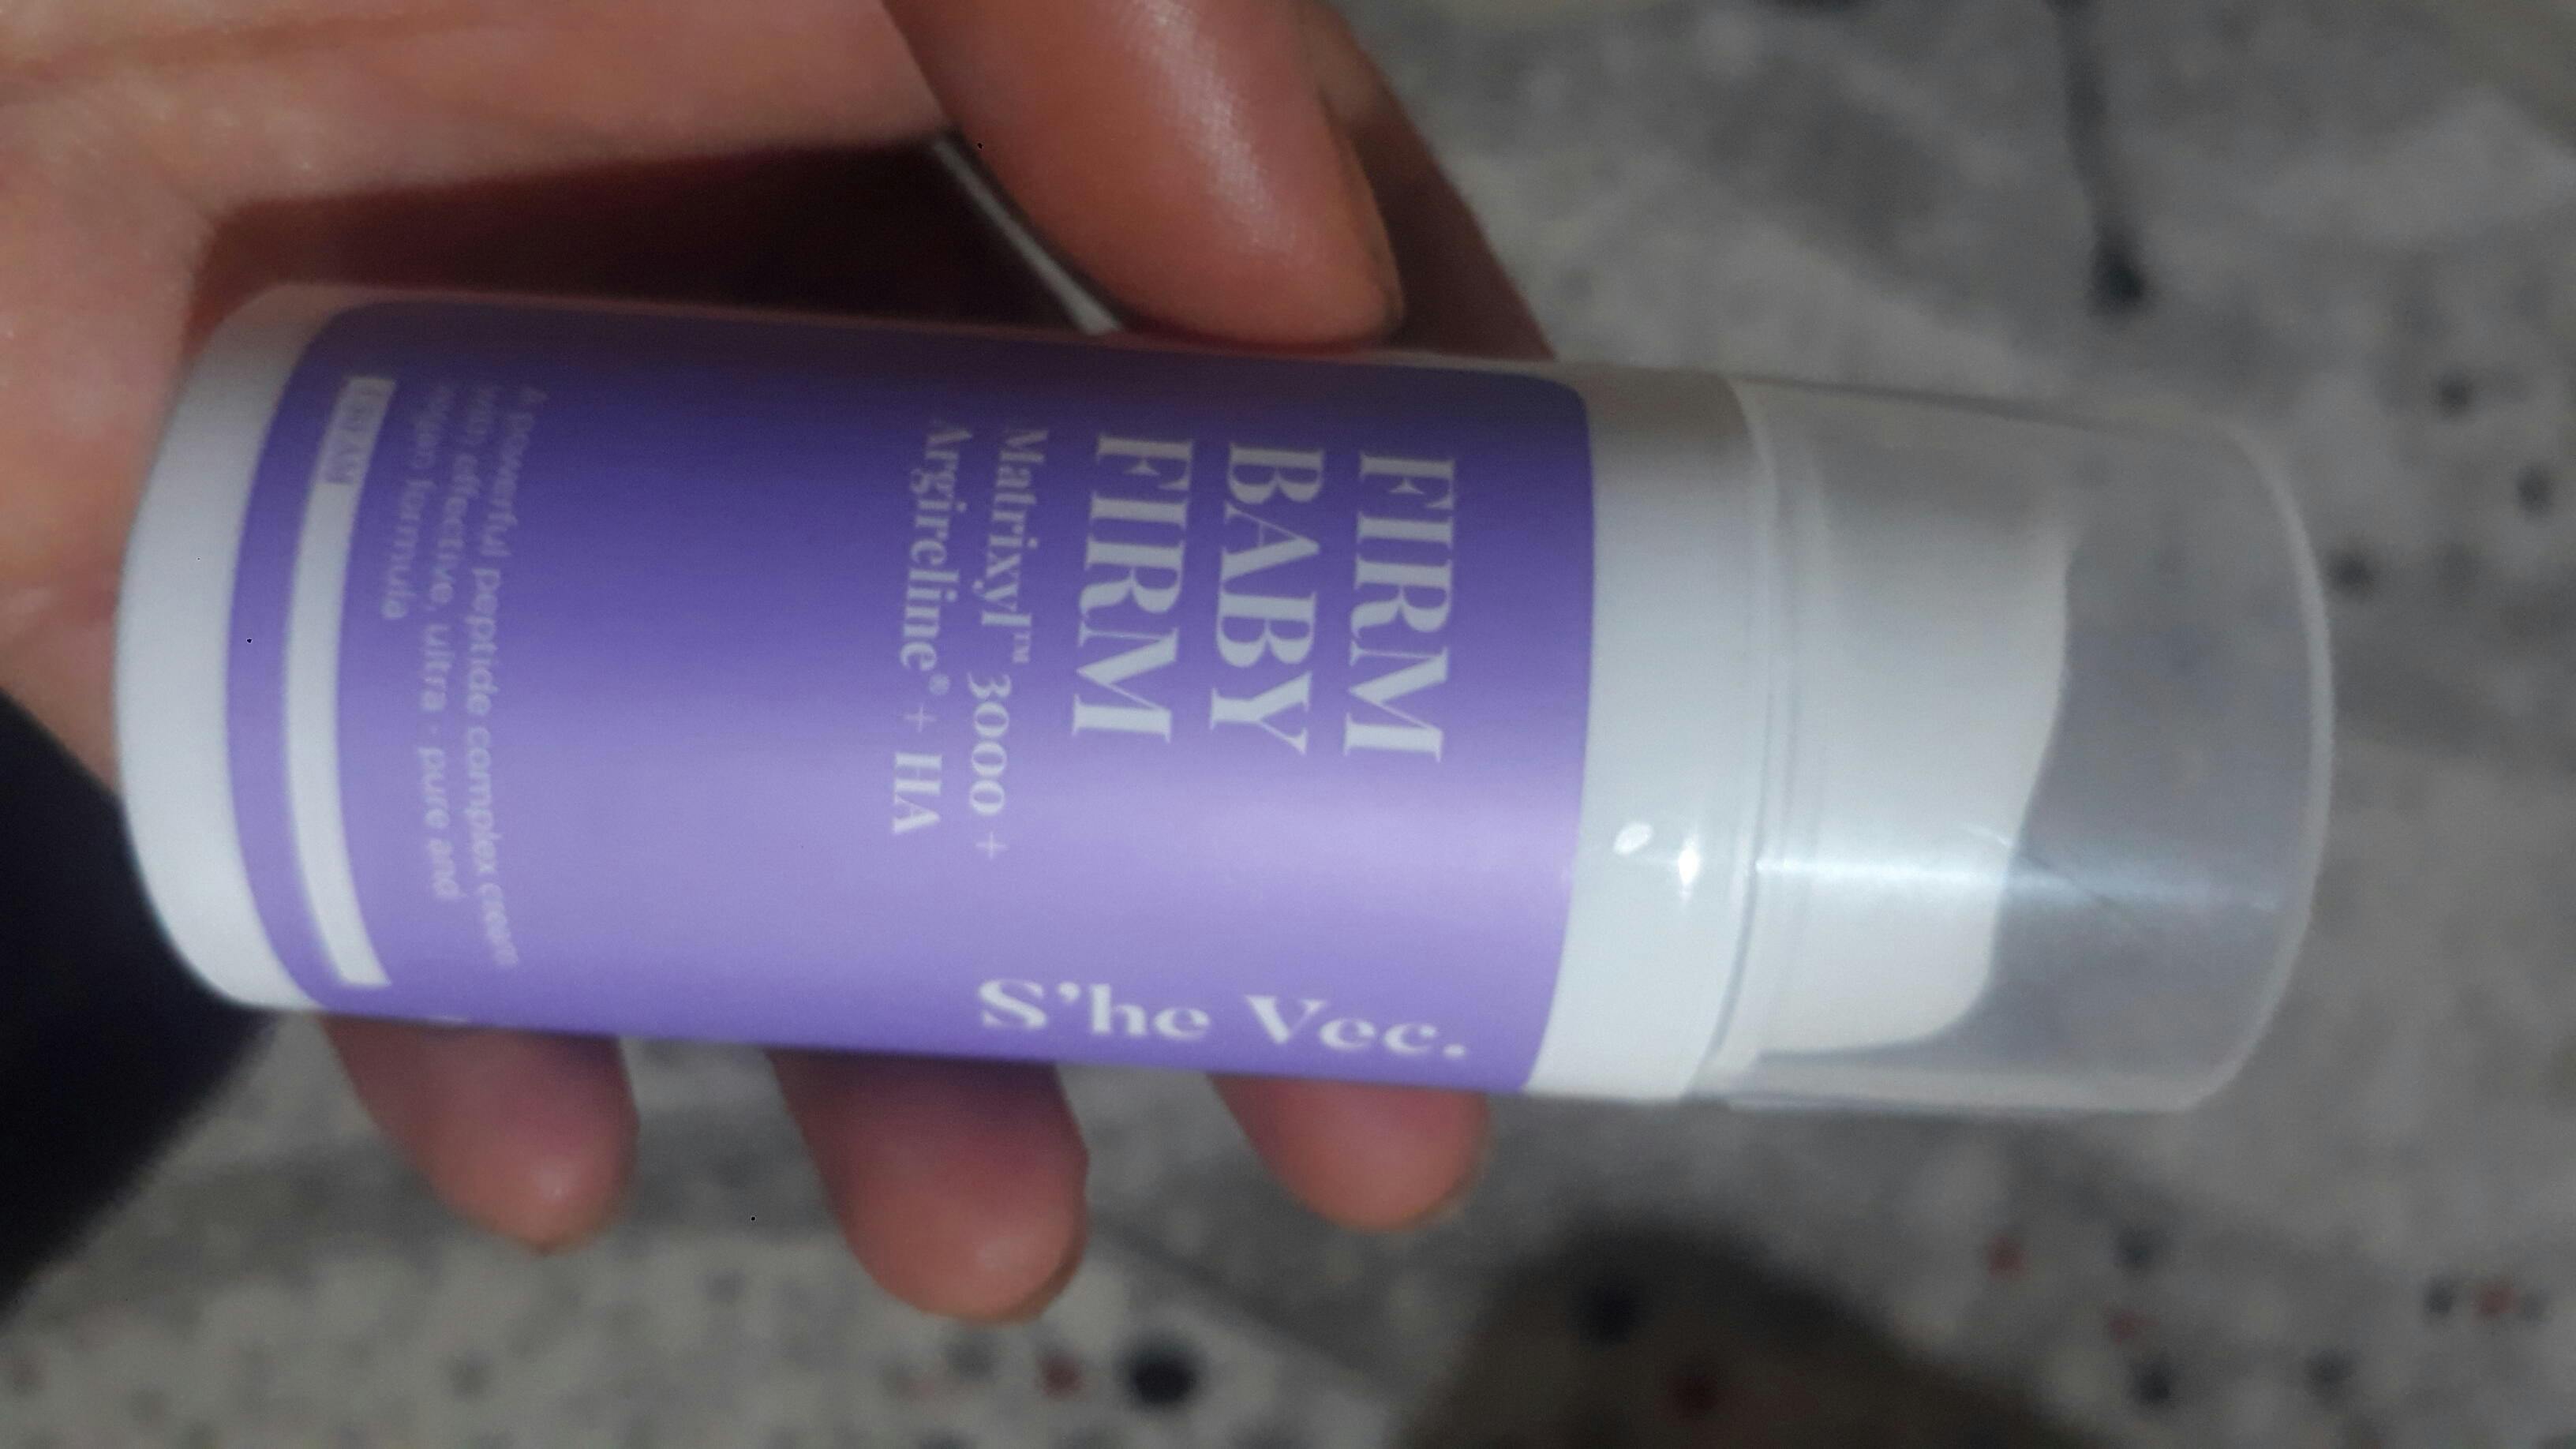 S'he Vec.
FIRM
BABY
FIRM
Matrixyl™ 3000 +
Argireline® + HA
A powerful peptide complex cream
with effective, ultra - pure and
vegan formula